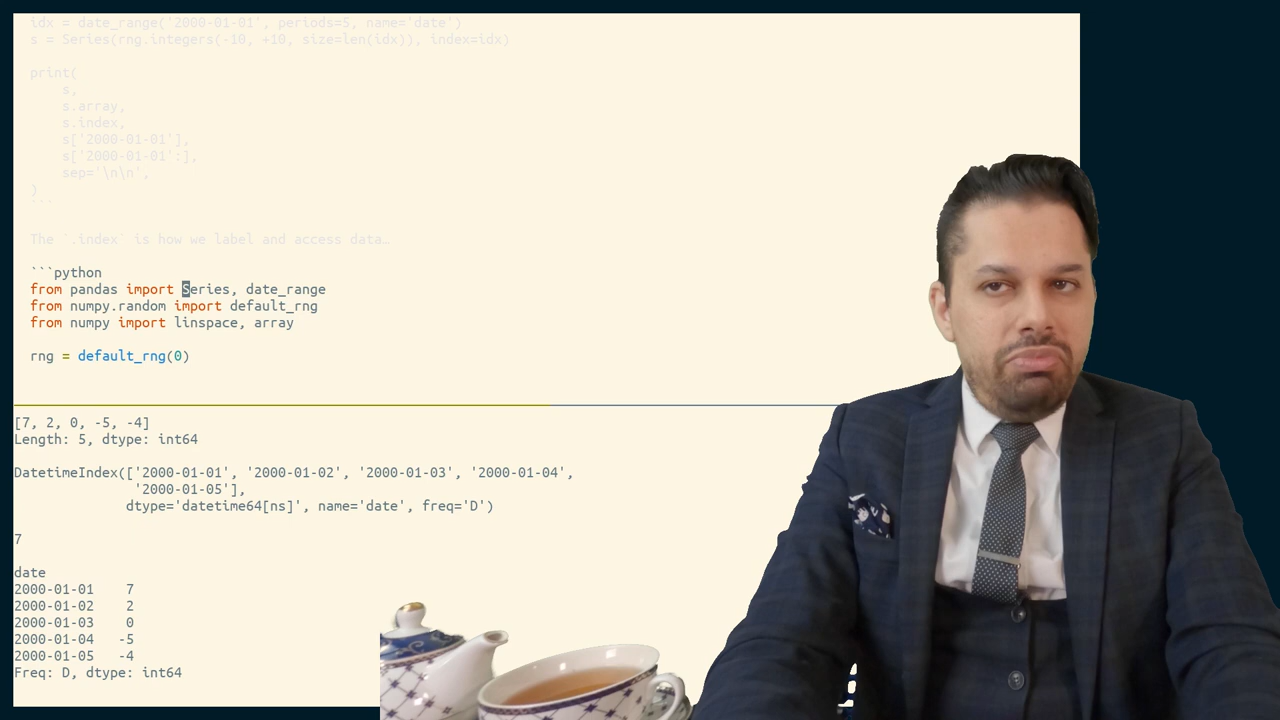 idx = date_range('2000-01-01', periods=5, name='date')
s = Series(rng.integers(-10, +10, size=len(idx)), index=idx)
print(
s,
s.array,
s.index,
s['2000-01-01'],
s['2000-01-01':],
sep='\n\n',
)
```
The `.index` is how we label and access data…
```python
from pandas import Series, date_range
from numpy.random import default_rng
from numpy import linspace, array
rng = default_rng(0)
[7, 2, 0, -5, -4]
Length: 5, dtype: int64
DatetimeIndex(['2000-01-01', '2000-01-02', '2000-01-03', '2000-01-04',
'2000-01-05'],
dtype='datetime64[ns]', name='date', freq='D')
7
date
2000-01-01    7
2000-01-02    2
2000-01-03    0
2000-01-04   -5
2000-01-05   -4
Freq: D, dtype: int64